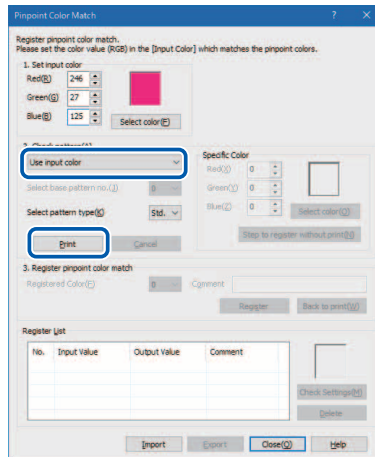 Pinpoint Color Match ? ×
Register pinpoint color match.
Please set the color value (RGB) in the [Input Color] which matches the pinpoint colors.
1. Set input color
Red(R) 246
Green(G) 27
Blue(B) 125 Select color(F)
2. Check pattern(A)
Use input color
Select base pattern no.(J) 0
Select pattern type(K) Std.
Print Cancel
Specific Color
Red(X) 0
Green(Y) 0
Blue(Z) 0 Select color(O)
Step to register without print(N)
3. Register pinpoint color match
Registered Color(E) 0 Comment
Register Back to print(W)
Register List
No. Input Value Output Value Comment
Check Settings(M)
Delete
Import Export Close(Q) Help